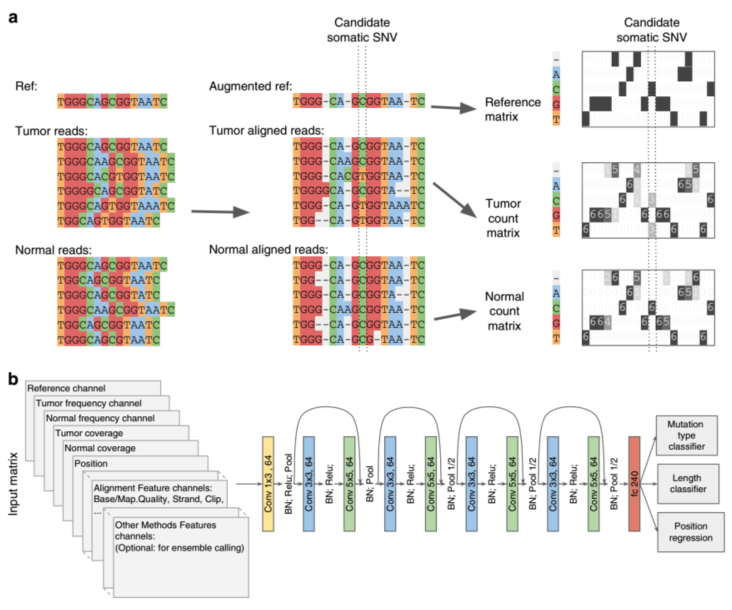 a
Candidate
somatic SNV
Candidate
somatic SNV
Ref:
TGGGCAGCGGTAATC
Augmented ref:
TGGG-CA-GCGGTAA-TC
Reference
matrix
-
A
C
G
T
Tumor reads:
TGGGCAGCGGTAATC
TGGGCAAGCGGTAATC
TGGGCACGTGGTAATC
TGGGGCAGCGGTATC
TGGGCAGTGGTAAATC
TGGCAGTGGTAATC
Tumor aligned reads:
TGGG-CA-GCGGTAA-TC
TGGG-CAAGCGGTAA-TC
TGGG-CACGTGGTAA-TC
TGGGGCA-GCGGTA--TC
TGGG-CA-GTGGTAAATC
TGG--CA-GTGGTAA-TC
Tumor
count
matrix
-
A
C
G
T
Normal reads:
TGGGCAGCGGTAATC
TGGCAGCGGTAATC
TGGGCAGCGGTATC
TGGGCAAGCGGTAATC
TGGCAGCGGTAATC
TGGGCAGCGTAATC
Normal aligned reads:
TGGG-CA-GCGGTAA-TC
TGG--CA-GCGGTAA-TC
TGGG-CA-GCGGTA--TC
TGGG-CAAGCGGTAA-TC
TGG--CA-GCGGTAA-TC
TGGG-CA-GCG-TAA-TC
Normal
count
matrix
-
A
C
G
T
b
Input matrix
Reference channel
Tumor frequency channel
Normal frequency channel
Tumor coverage
Normal coverage
Position
Alignment Feature channels:
Base/Map.Quality, Strand, Clip,
...
Other Methods Features
channels:
(Optional: for ensemble calling)
Conv 1x3, 64
BN; Relu; Pool
Conv 3x3, 64
BN; Relu;
Conv 5x5, 64
BN; Pool
Conv 3x3, 64
BN; Relu;
Conv 5x5, 64
BN; Pool 1/2
Conv 3x3, 64
BN; Relu;
Conv 5x5, 64
BN; Pool 1/2
Conv 3x3, 64
BN; Relu;
Conv 5x5, 64
BN; Pool 1/2
fc 240
Mutation
type
classifier
Length
classifier
Position
regression